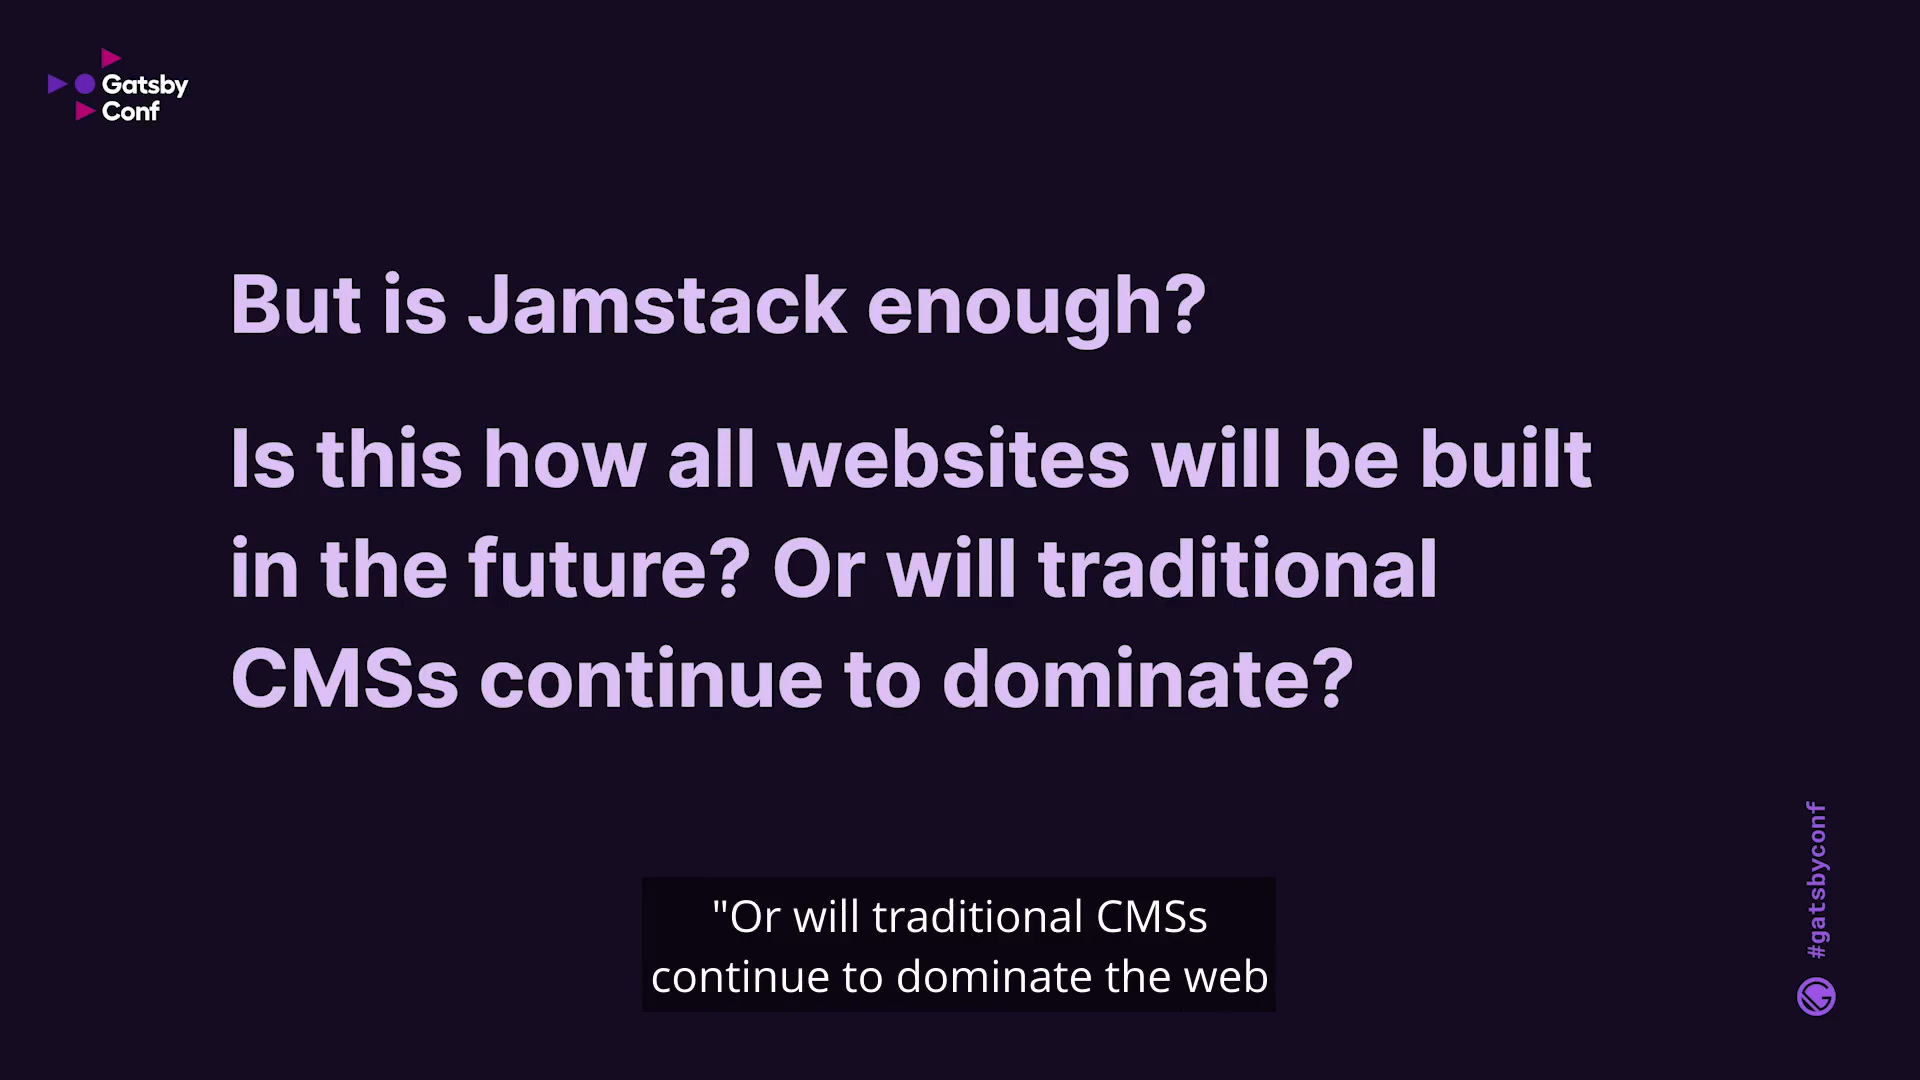 Gatsby
Conf
But is Jamstack enough?
Is this how all websites will be built
in the future? Or will traditional
CMSs continue to dominate?
#gatsbyconf
"Or will traditional CMSs
continue to dominate the web